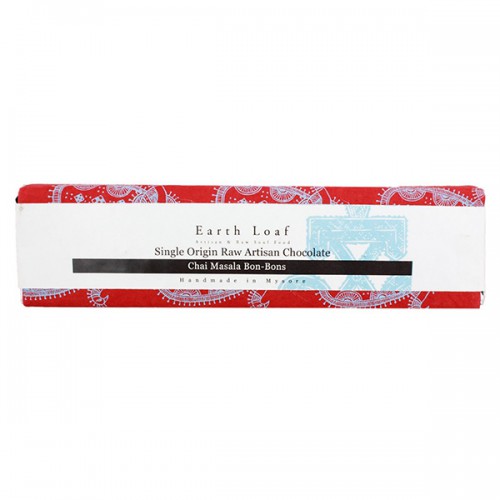 Earth Loaf
Artisan & Raw Soul Food
Single Origin Raw Artisan Chocolate
Chai Masala Bon-Bons
Handmade in Mysore